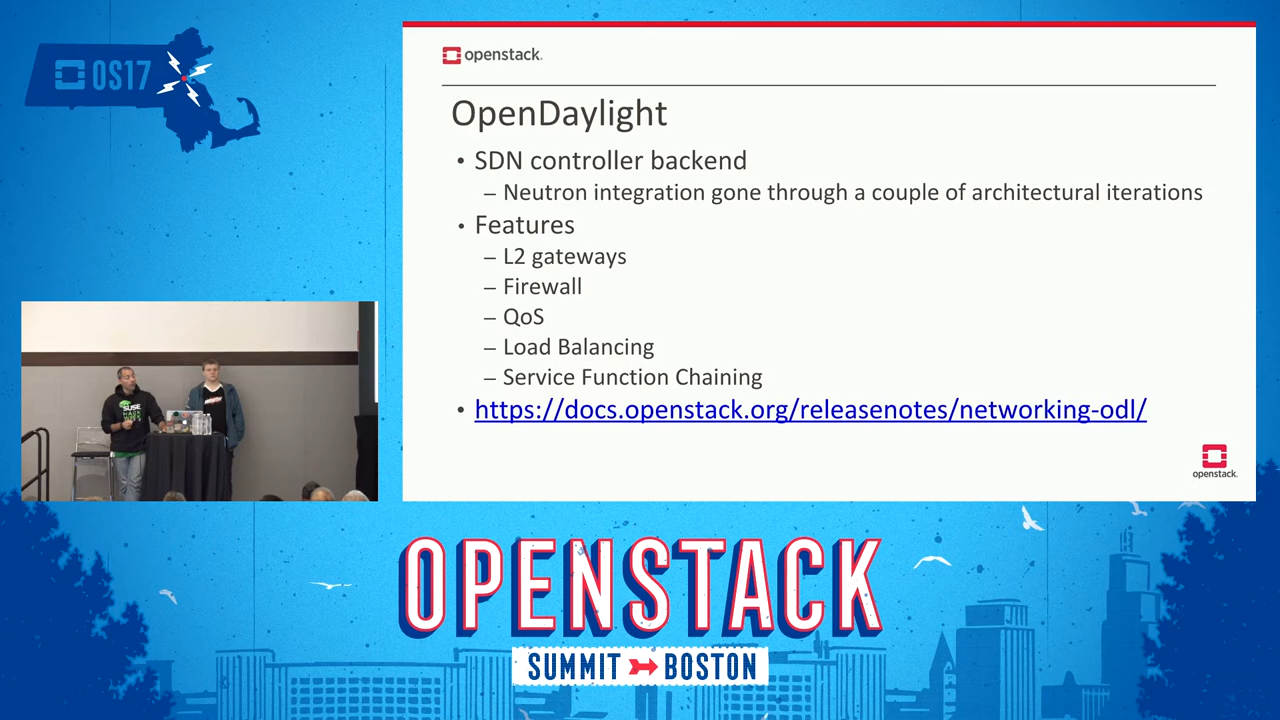 OS17
openstack.
OpenDaylight
• SDN controller backend
– Neutron integration gone through a couple of architectural iterations
• Features
– L2 gateways
– Firewall
– QoS
– Load Balancing
– Service Function Chaining
• https://docs.openstack.org/releasenotes/networking-odl/
openstack.
SUSE
OPENSTACK
SUMMIT BOSTON